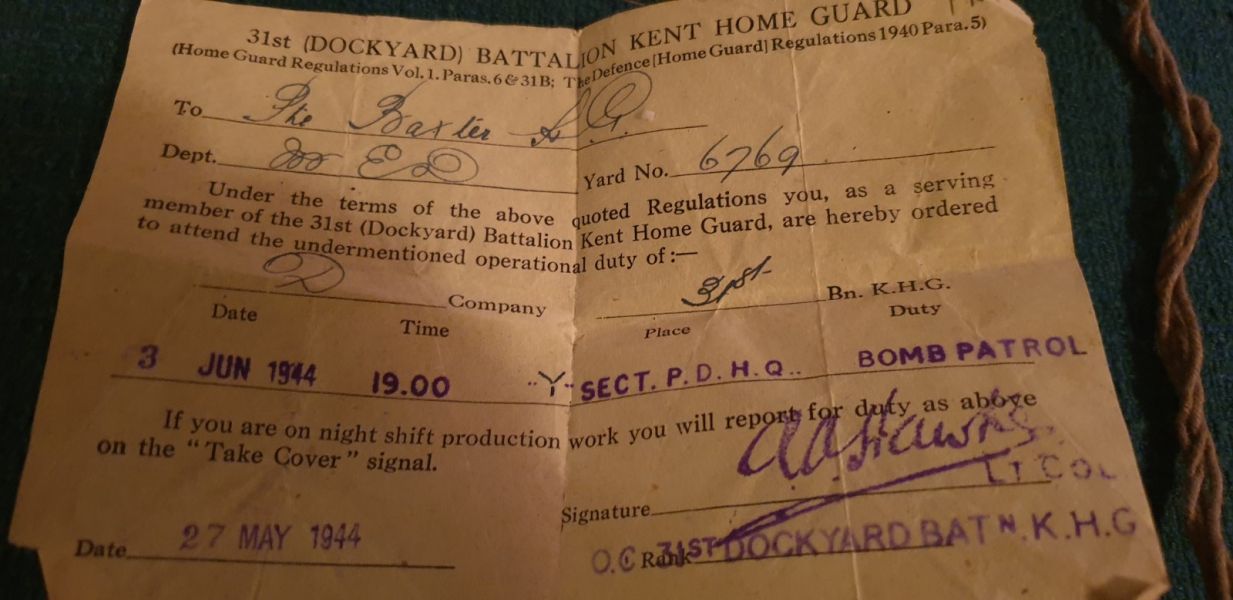 31st (DOCKYARD) BATTALION KENT HOME GUARD
(Home Guard Regulations Vol. 1. Paras. 6 & 31B; The Defence [Home Guard] Regulations 1940 Para. 5)
To Pte Baxter A G.
Dept. ED Yard No. 6769
Under the terms of the above quoted Regulations you, as a serving
member of the 31st (Dockyard) Battalion Kent Home Guard, are hereby ordered
to attend the undermentioned operational duty of:—
D Company 31st Bn. K.H.G.
Date Time Place Duty
3 JUN 1944 19.00 "Y" SECT. P.D.H.Q.. BOMB PATROL
If you are on night shift production work you will report for duty as above
on the "Take Cover" signal.
LT COL
Signature
Date 27 MAY 1944 O.C Rank 31ST DOCKYARD BATN. K.H.G